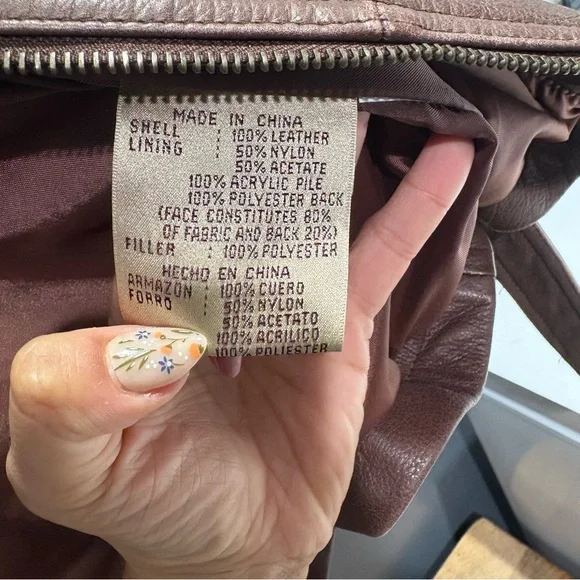 MADE IN CHINA
SHELL : 100% LEATHER
LINING : 50% NYLON
50% ACETATE
100% ACRYLIC PILE
100% POLYESTER BACK
(FACE CONSTITUTES 80%
OF FABRIC AND BACK 20%)
FILLER : 100% POLYESTER
HECHO EN CHINA
ARMAZON : 100% CUERO
FORRO : 50% NYLON
50% ACETATO
100% ACRILICO
100% POLYESTER